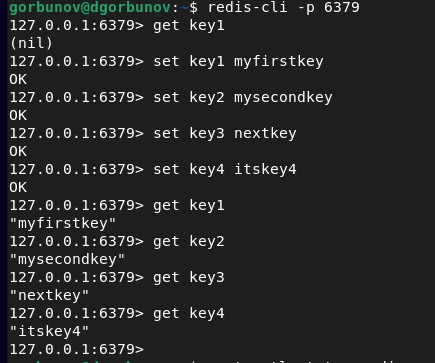 gorbunov@dgorbunov:~$ redis-cli -p 6379
127.0.0.1:6379> get key1
(nil)
127.0.0.1:6379> set key1 myfirstkey
OK
127.0.0.1:6379> set key2 mysecondkey
OK
127.0.0.1:6379> set key3 nextkey
OK
127.0.0.1:6379> set key4 itskey4
OK
127.0.0.1:6379> get key1
"myfirstkey"
127.0.0.1:6379> get key2
"mysecondkey"
127.0.0.1:6379> get key3
"nextkey"
127.0.0.1:6379> get key4
"itskey4"
127.0.0.1:6379>